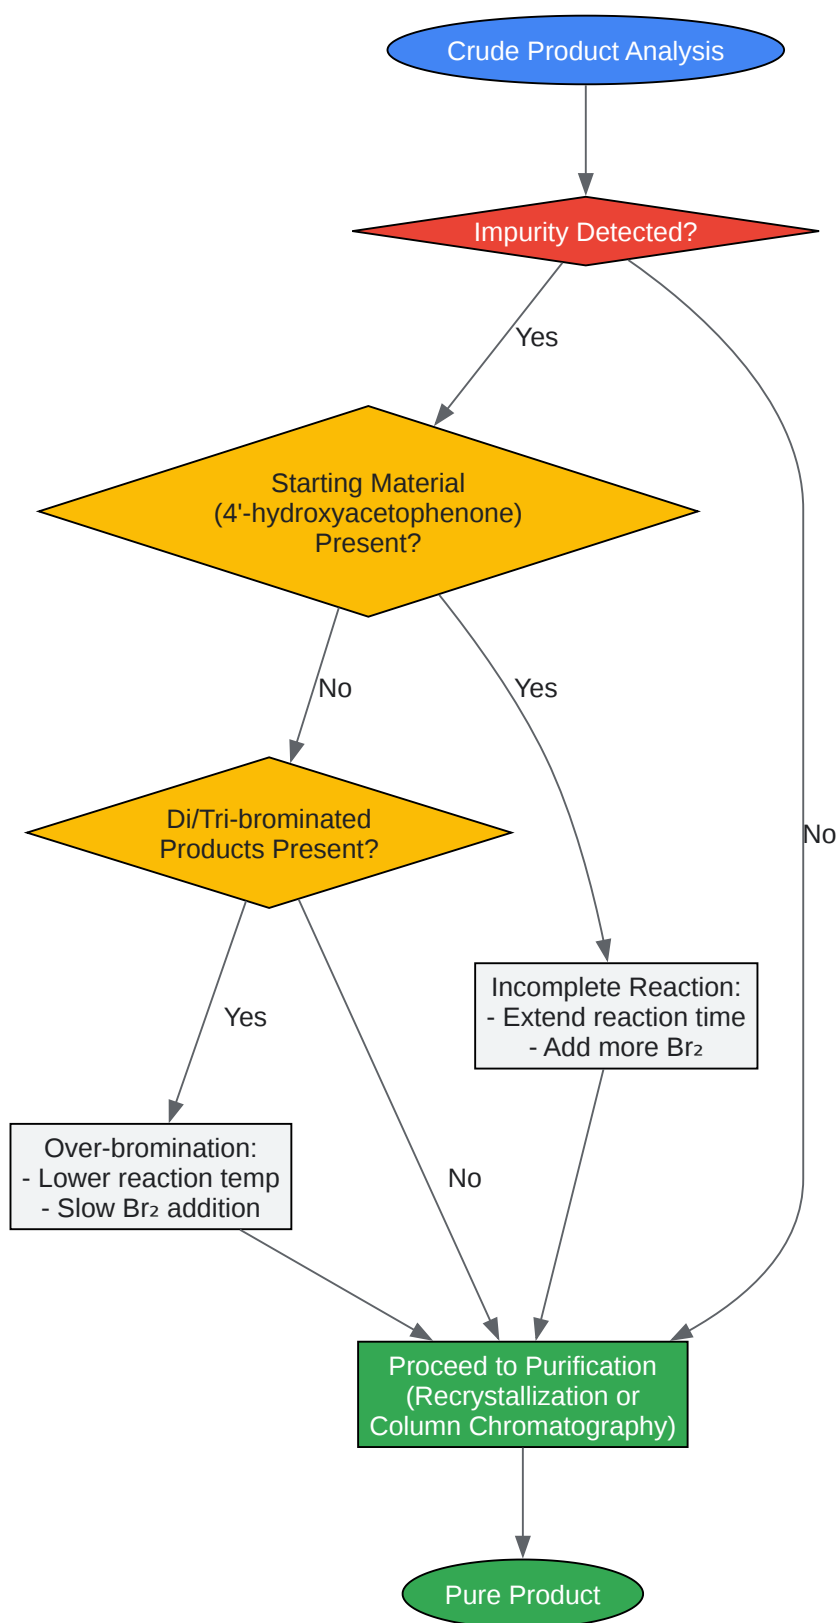 Crude Product Analysis
Impurity Detected?
Yes
Starting Material
(4'-hydroxyacetophenone)
Present?
No
Yes
Di/Tri-brominated
Products Present?
No
Incomplete Reaction:
- Extend reaction time
- Add more Br₂
Yes
Over-bromination:
- Lower reaction temp
- Slow Br₂ addition
No
Proceed to Purification
(Recrystallization or
Column Chromatography)
Pure Product